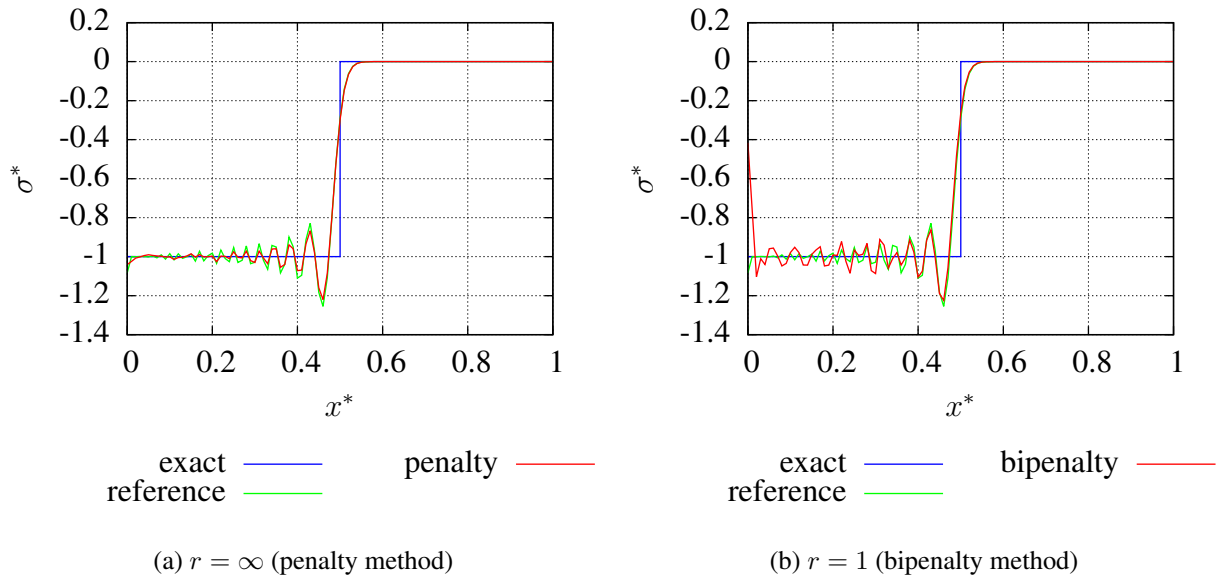 0.2
0
-0.2
-0.4
-0.6
-0.8
-1
-1.2
-1.4
σ*
0 0.2 0.4 0.6 0.8 1
x*
exact
reference
penalty
(a) r = ∞ (penalty method)
0.2
0
-0.2
-0.4
-0.6
-0.8
-1
-1.2
-1.4
σ*
0 0.2 0.4 0.6 0.8 1
x*
exact
reference
bipenalty
(b) r = 1 (bipenalty method)